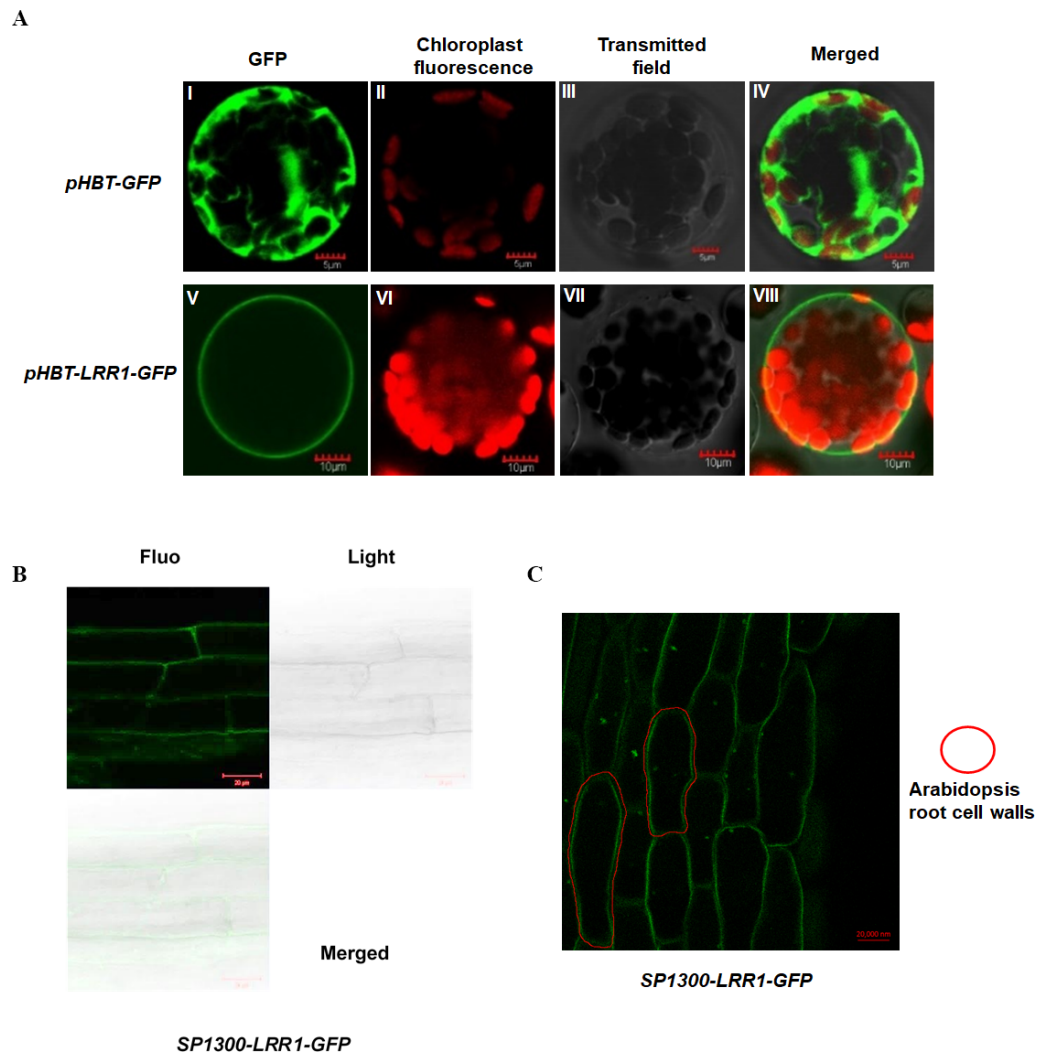 A
GFP
Chloroplast
fluorescence
Transmitted
field
Merged
pHBT-GFP
I
II
III
IV
5μm
5μm
5μm
5μm
pHBT-LRR1-GFP
V
VI
VII
VIII
10μm
10μm
10μm
10μm
B
Fluo
Light
20 μm
Merged
SP1300-LRR1-GFP
C
20,000 nm
Arabidopsis
root cell walls
SP1300-LRR1-GFP